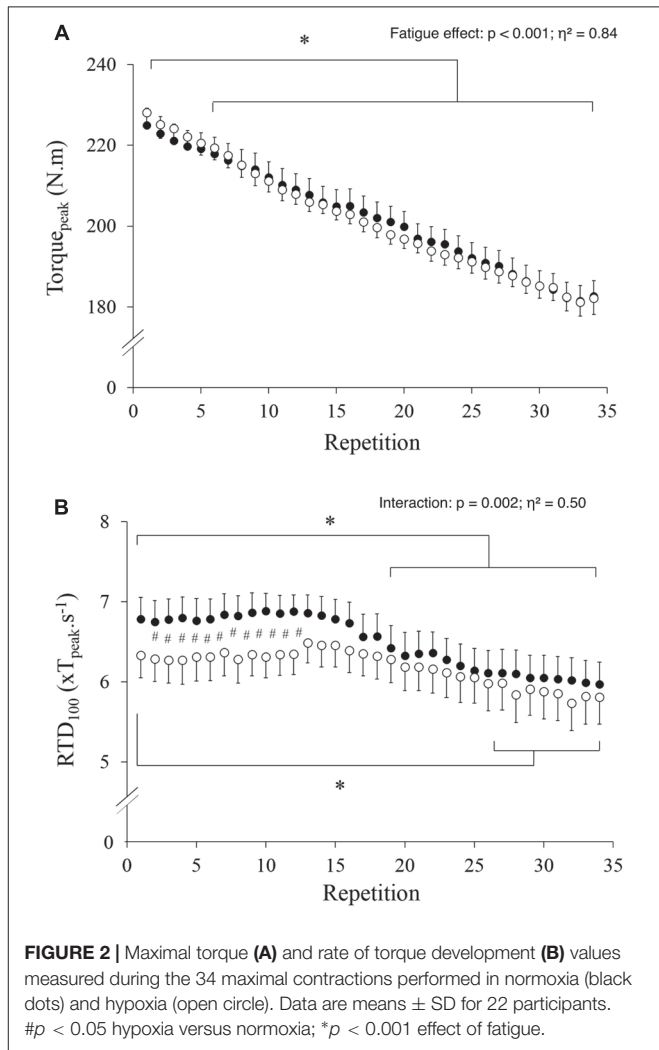 A
Fatigue effect: p < 0.001; η² = 0.84
*
240
220
200
180
0
Torque_peak (N.m)
0 5 10 15 20 25 30 35
Repetition
B
Interaction: p = 0.002; η² = 0.50
*
8
7
# # # # # # # # # # # #
6
5
0
RTD₁₀₀ (xT_peak.s⁻¹)
*
0 5 10 15 20 25 30 35
Repetition
FIGURE 2 | Maximal torque (A) and rate of torque development (B) values
measured during the 34 maximal contractions performed in normoxia (black
dots) and hypoxia (open circle). Data are means ± SD for 22 participants.
#p < 0.05 hypoxia versus normoxia; *p < 0.001 effect of fatigue.